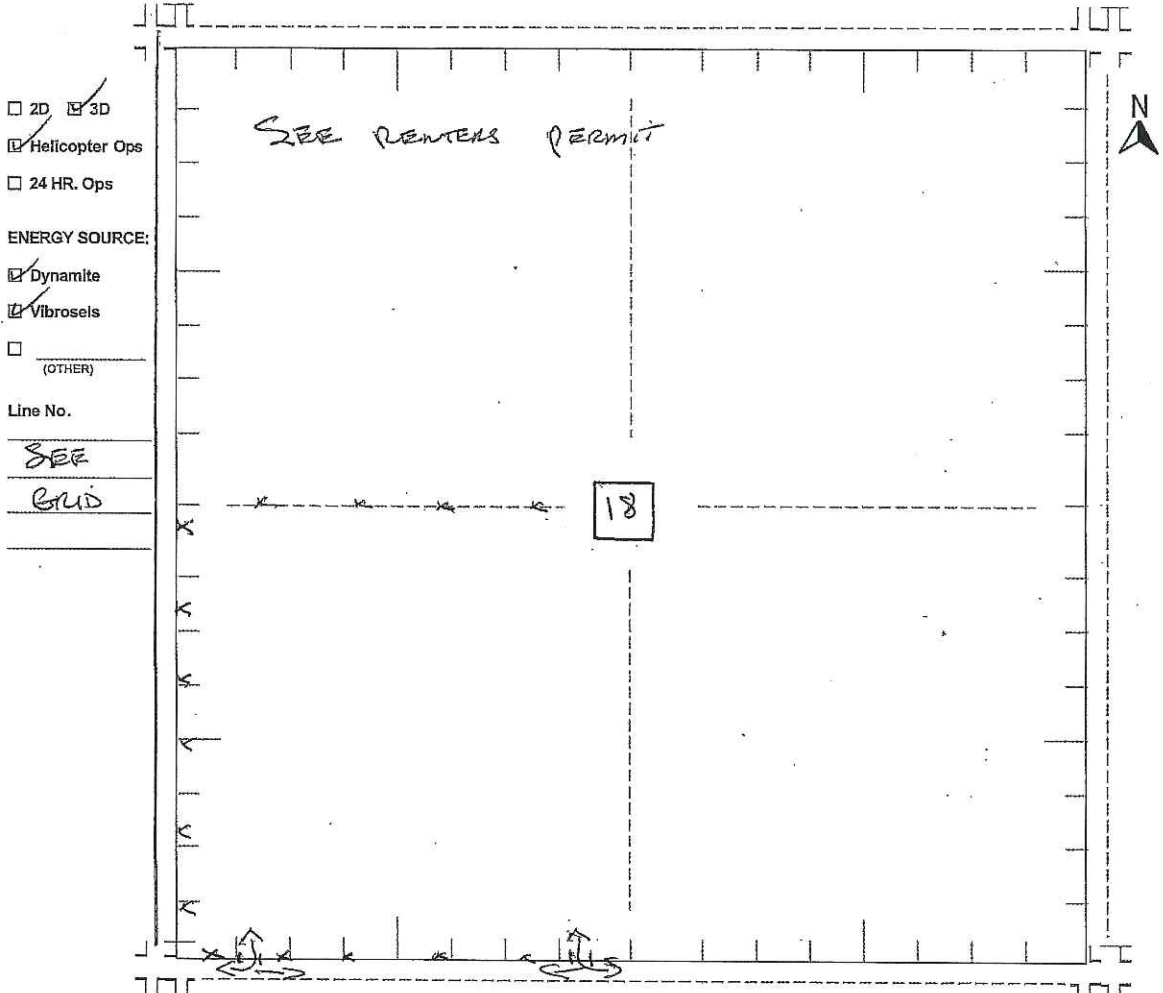 ☐ 2D ☑ 3D
☑ Helicopter Ops
☐ 24 HR. Ops
ENERGY SOURCE:
☑ Dynamite
☑ Vibroseis
☐
(OTHER)
Line No.
SEE
GRID
SEE RENTERS PERMIT
N
18